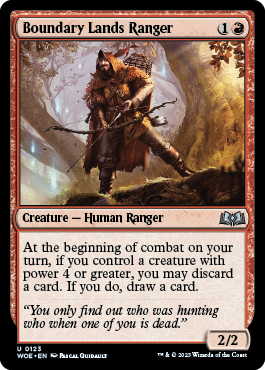 Boundary Lands Ranger 1
Creature — Human Ranger
At the beginning of combat on your
turn, if you control a creature with
power 4 or greater, you may discard
a card. If you do, draw a card.
“You only find out who was hunting
who when one of you is dead.”
2/2
U 0123
WOE • EN Pascal Quidault
™ & © 2023 Wizards of the Coast